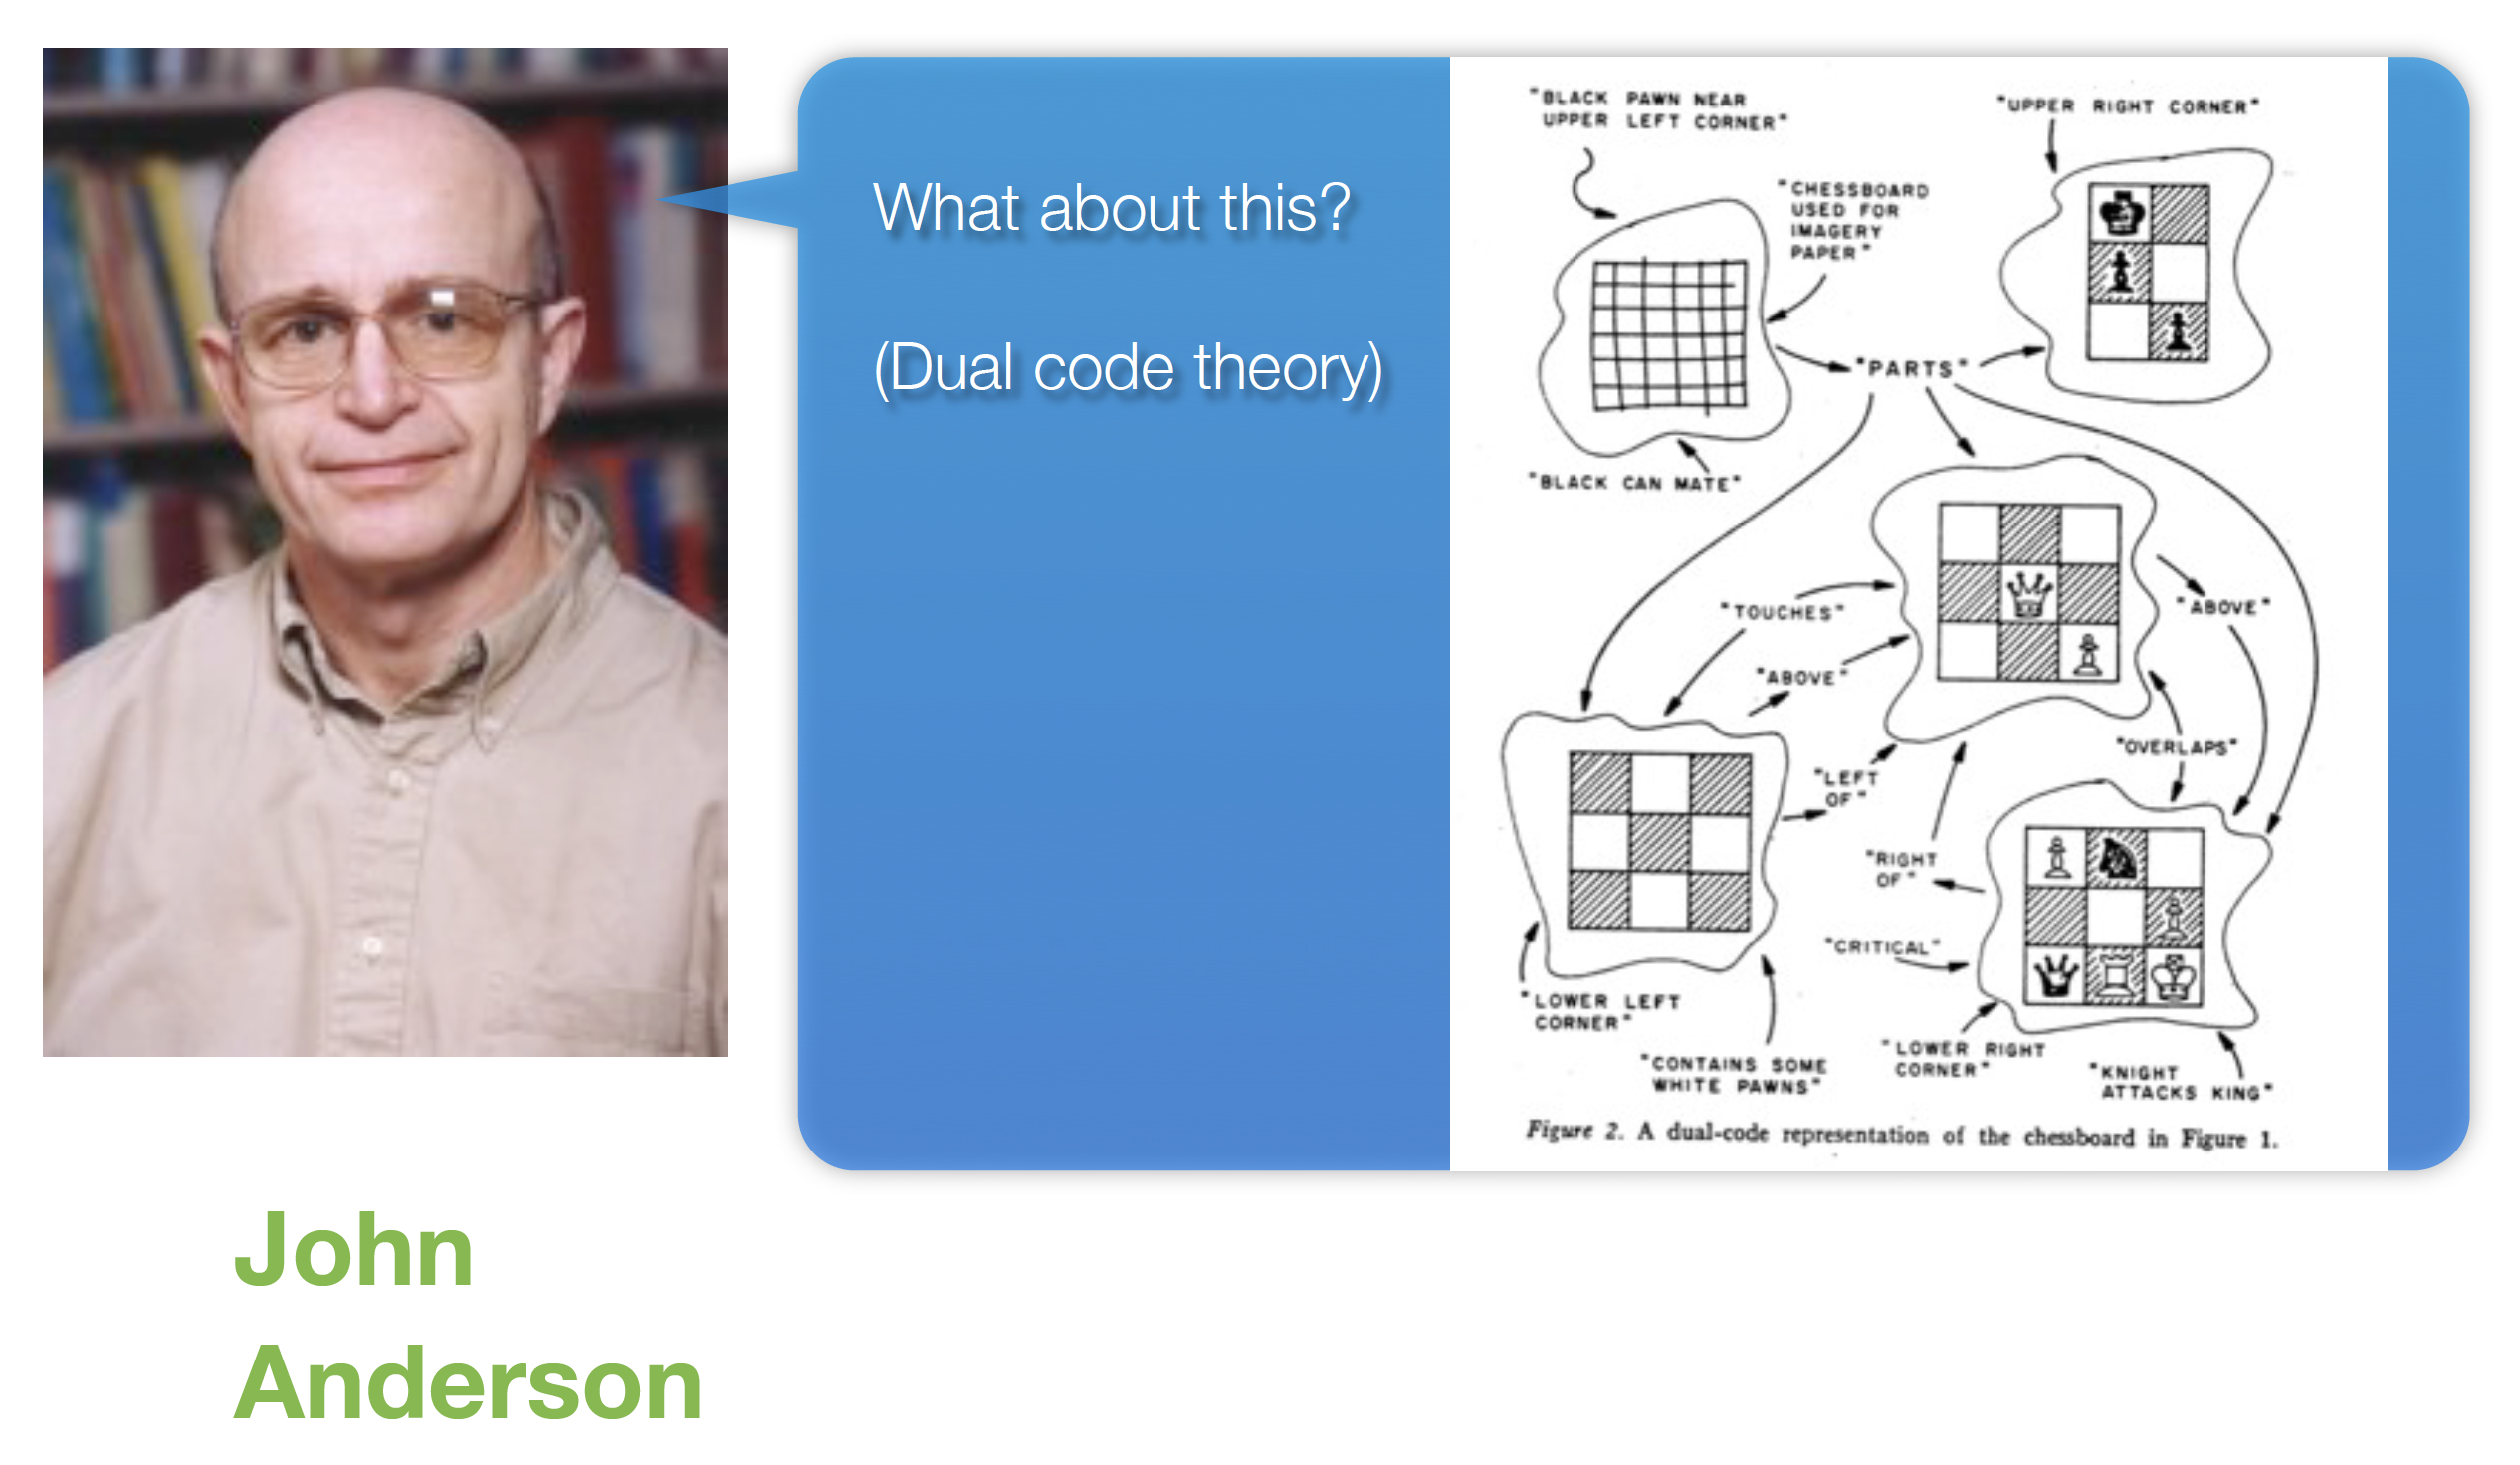 What about this?
(Dual code theory)
"BLACK PAWN NEAR
UPPER LEFT CORNER"
"UPPER RIGHT CORNER"
"CHESSBOARD
USED FOR
IMAGERY
PAPER"
"PARTS"
"BLACK CAN MATE"
"TOUCHES"
"ABOVE"
"ABOVE"
"OVERLAPS"
"LEFT
OF"
"RIGHT
OF"
"CRITICAL"
"LOWER LEFT
CORNER"
"LOWER RIGHT
CORNER"
"CONTAINS SOME
WHITE PAWNS"
"KNIGHT
ATTACKS KING"
Figure 2. A dual-code representation of the chessboard in Figure 1.
John
Anderson